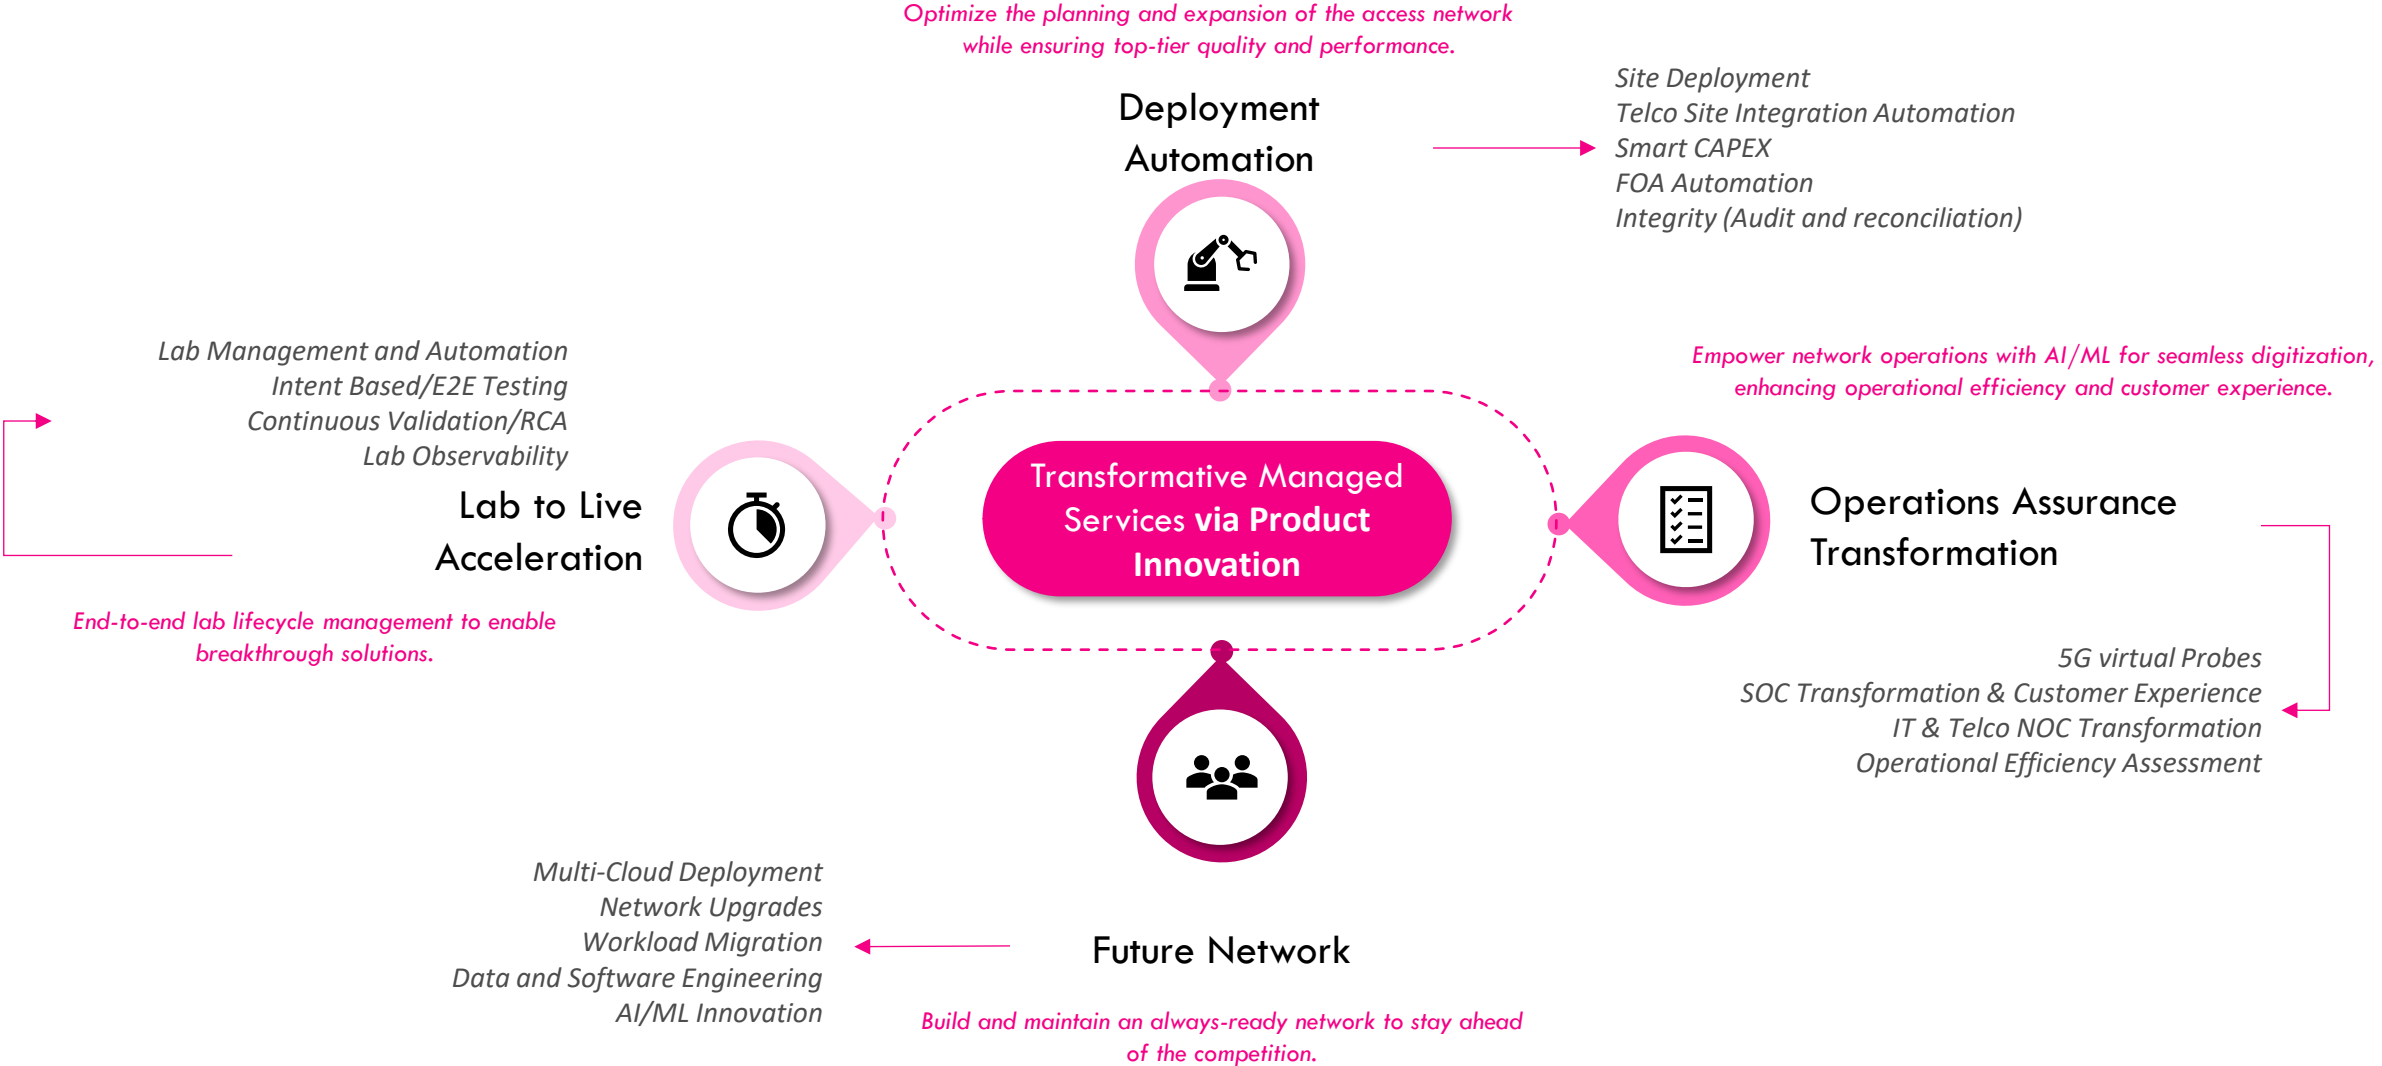 Optimize the planning and expansion of the access network
while ensuring top-tier quality and performance.
Deployment
Automation
Site Deployment
Telco Site Integration Automation
Smart CAPEX
FOA Automation
Integrity (Audit and reconciliation)
Lab Management and Automation
Intent Based/E2E Testing
Continuous Validation/RCA
Lab Observability
Lab to Live
Acceleration
End-to-end lab lifecycle management to enable
breakthrough solutions.
Transformative Managed
Services via Product
Innovation
Empower network operations with AI/ML for seamless digitization,
enhancing operational efficiency and customer experience.
Operations Assurance
Transformation
5G virtual Probes
SOC Transformation & Customer Experience
IT & Telco NOC Transformation
Operational Efficiency Assessment
Multi-Cloud Deployment
Network Upgrades
Workload Migration
Data and Software Engineering
AI/ML Innovation
Future Network
Build and maintain an always-ready network to stay ahead
of the competition.